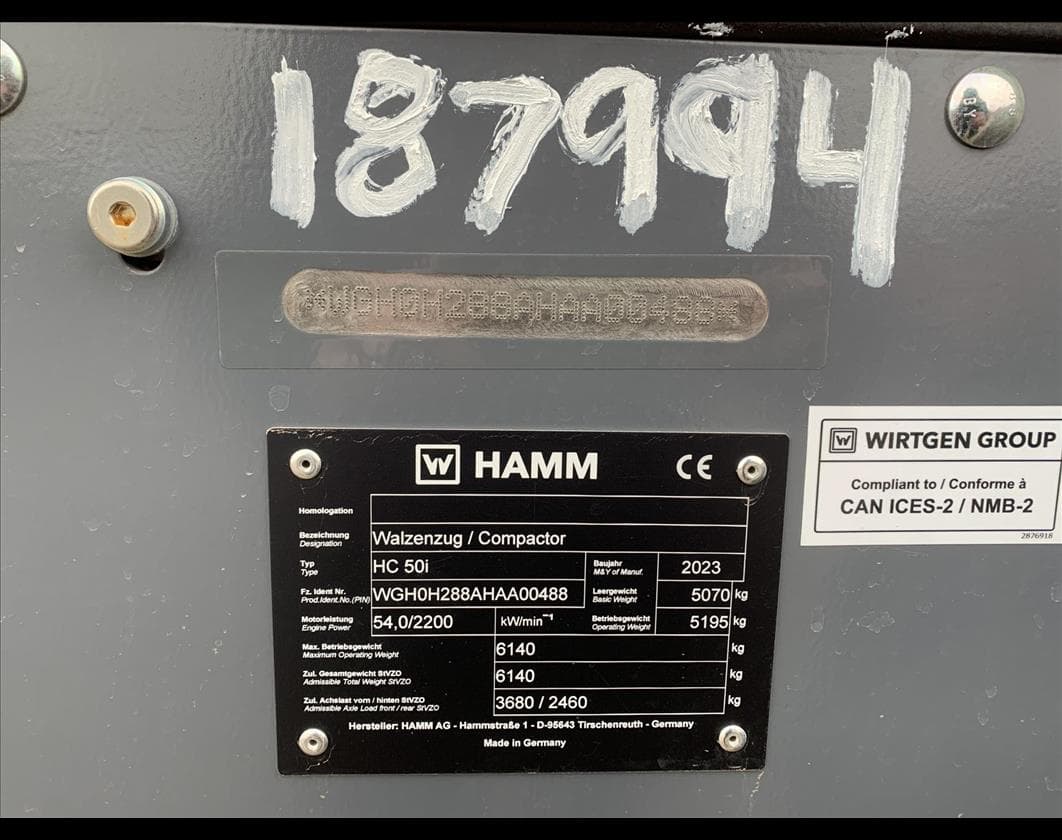 187994
*WGH0H288AHAA00488*
HAMM CE
Homologation
Bezeichnung
Designation
Walzenzug / Compactor
Typ
Type
HC 50i
Baujahr
M&Y of Manuf.
2023
Fz. Ident Nr.
Prod.Ident.No.(PIN)
WGH0H288AHAA00488
Leergewicht
Basic Weight
5070 kg
Motorleistung
Engine Power
54,0/2200
kW/min⁻¹
Betriebsgewicht
Operating Weight
5195 kg
Max. Betriebsgewicht
Maximum Operating Weight
6140 kg
Zul. Gesamtgewicht StVZO
Admissible Total Weight StVZO
6140 kg
Zul. Achslast vorn / hinten StVZO
Admissible Axle Load front / rear StVZO
3680 / 2460 kg
Hersteller: HAMM AG - Hammstraße 1 - D-95643 Tirschenreuth - Germany
Made in Germany
WIRTGEN GROUP
Compliant to / Conforme à
CAN ICES-2 / NMB-2
2876918